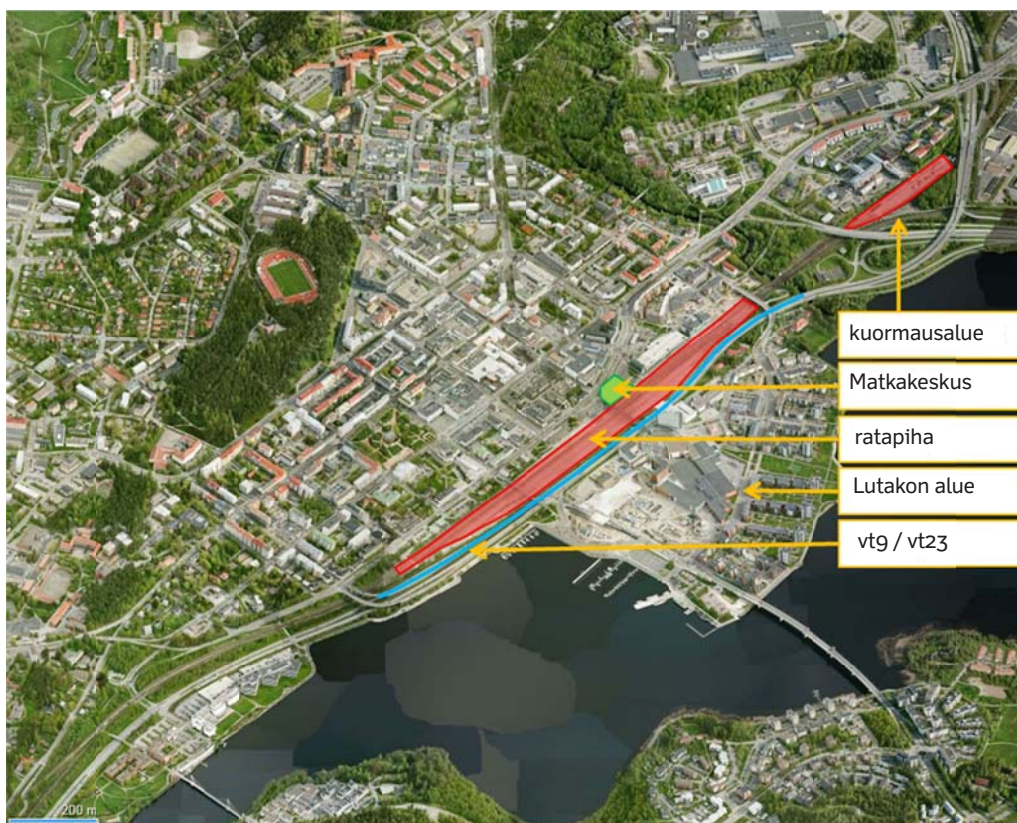 kuormausalue
Matkakeskus
ratapiha
Lutakon alue
vt9 / vt23
200 m